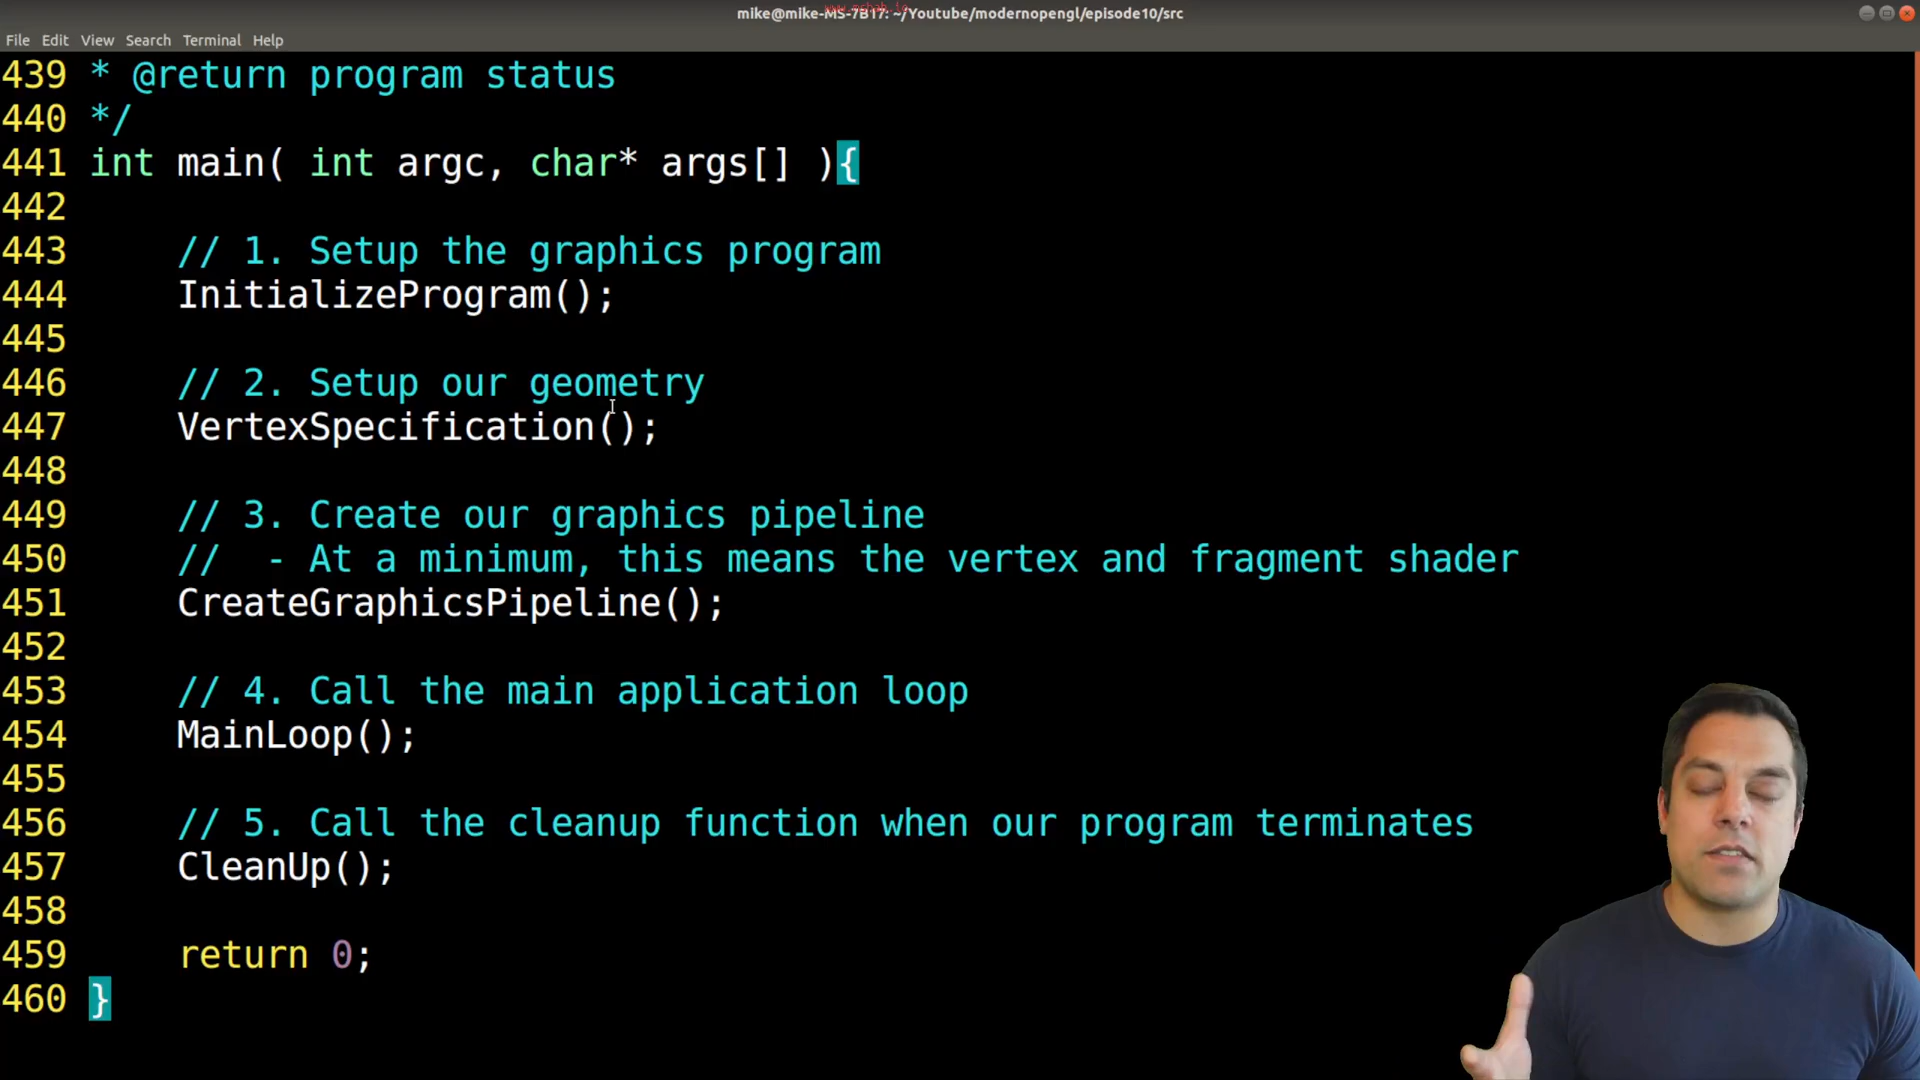 www.mshah.io
mike@mike-MS-7B17: ~/Youtube/modernopengl/episode10/src
File Edit View Search Terminal Help
439 * @return program status
440 */
441 int main( int argc, char* args[] ){
442
443 // 1. Setup the graphics program
444 InitializeProgram();
445
446 // 2. Setup our geometry
447 VertexSpecification();
448
449 // 3. Create our graphics pipeline
450 //  - At a minimum, this means the vertex and fragment shader
451 CreateGraphicsPipeline();
452
453 // 4. Call the main application loop
454 MainLoop();
455
456 // 5. Call the cleanup function when our program terminates
457 CleanUp();
458
459 return 0;
460 }